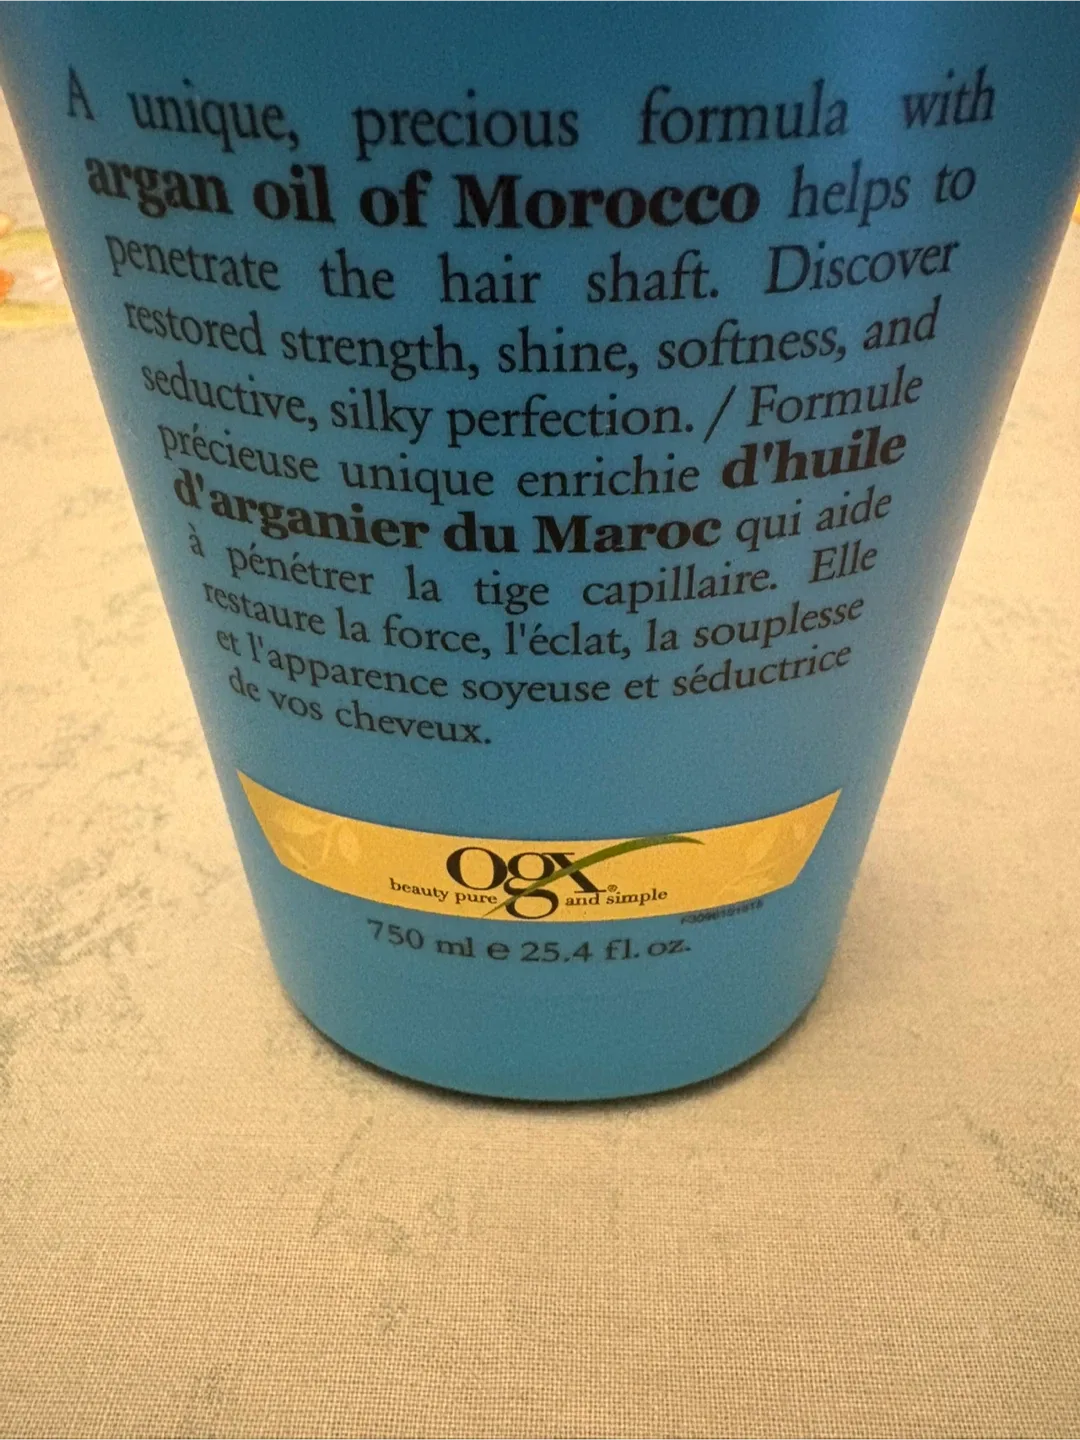 A unique, precious formula with
argan oil of Morocco helps to
penetrate the hair shaft. Discover
restored strength, shine, softness, and
seductive, silky perfection. / Formule
précieuse unique enrichie d'huile
d'arganier du Maroc qui aide
à pénétrer la tige capillaire. Elle
restaure la force, l'éclat, la souplesse
et l'apparence soyeuse et séductrice
de vos cheveux.
Ogx®
beauty pure and simple
750 ml e 25.4 fl. oz.